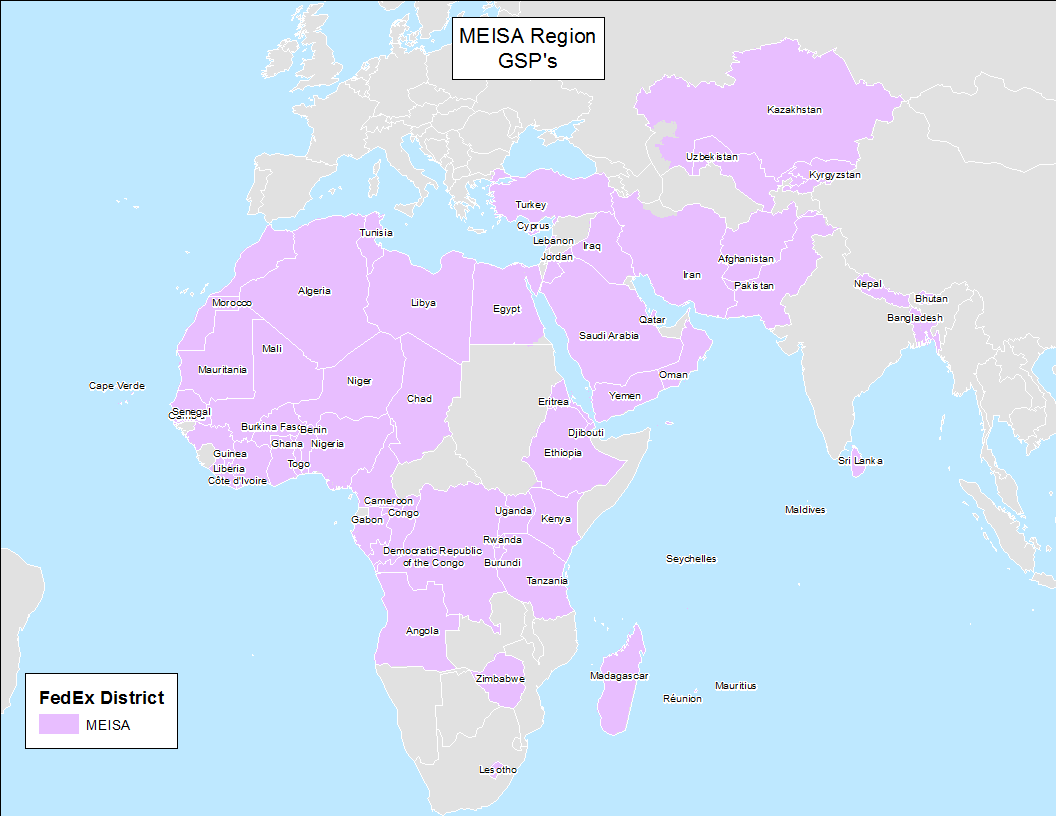 MEISA Region
GSP's
Kazakhstan
Uzbekistan
Kyrgyzstan
Turkey
Cyprus
Tunisia
Lebanon
Iraq
Jordan
Afghanistan
Iran
Pakistan
Nepal
Bhutan
Algeria
Morocco
Libya
Egypt
Qatar
Bangladesh
Saudi Arabia
Mali
Mauritania
Niger
Oman
Cape Verde
Chad
Eritrea
Yemen
Senegal
Burkina Faso
Benin
Djibouti
Ghana
Nigeria
Guinea
Ethiopia
Togo
Liberia
Côte d'Ivoire
Sri Lanka
Cameroon
Congo
Gabon
Uganda
Kenya
Maldives
Rwanda
Democratic Republic
of the Congo
Burundi
Seychelles
Tanzania
Angola
Zimbabwe
Madagascar
Mauritius
Réunion
FedEx District
MEISA
Lesotho